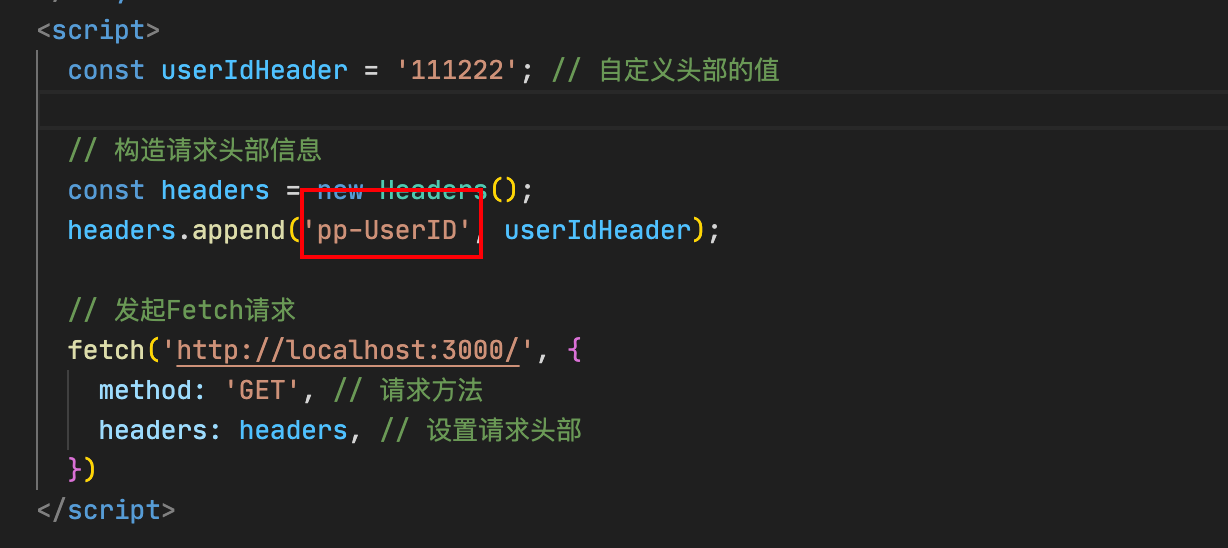 <script>
const userIdHeader = '111222'; // 自定义头部的值
// 构造请求头部信息
const headers = new Headers();
headers.append('pp-UserID', userIdHeader);
// 发起Fetch请求
fetch('http://localhost:3000/', {
method: 'GET', // 请求方法
headers: headers, // 设置请求头部
})
</script>